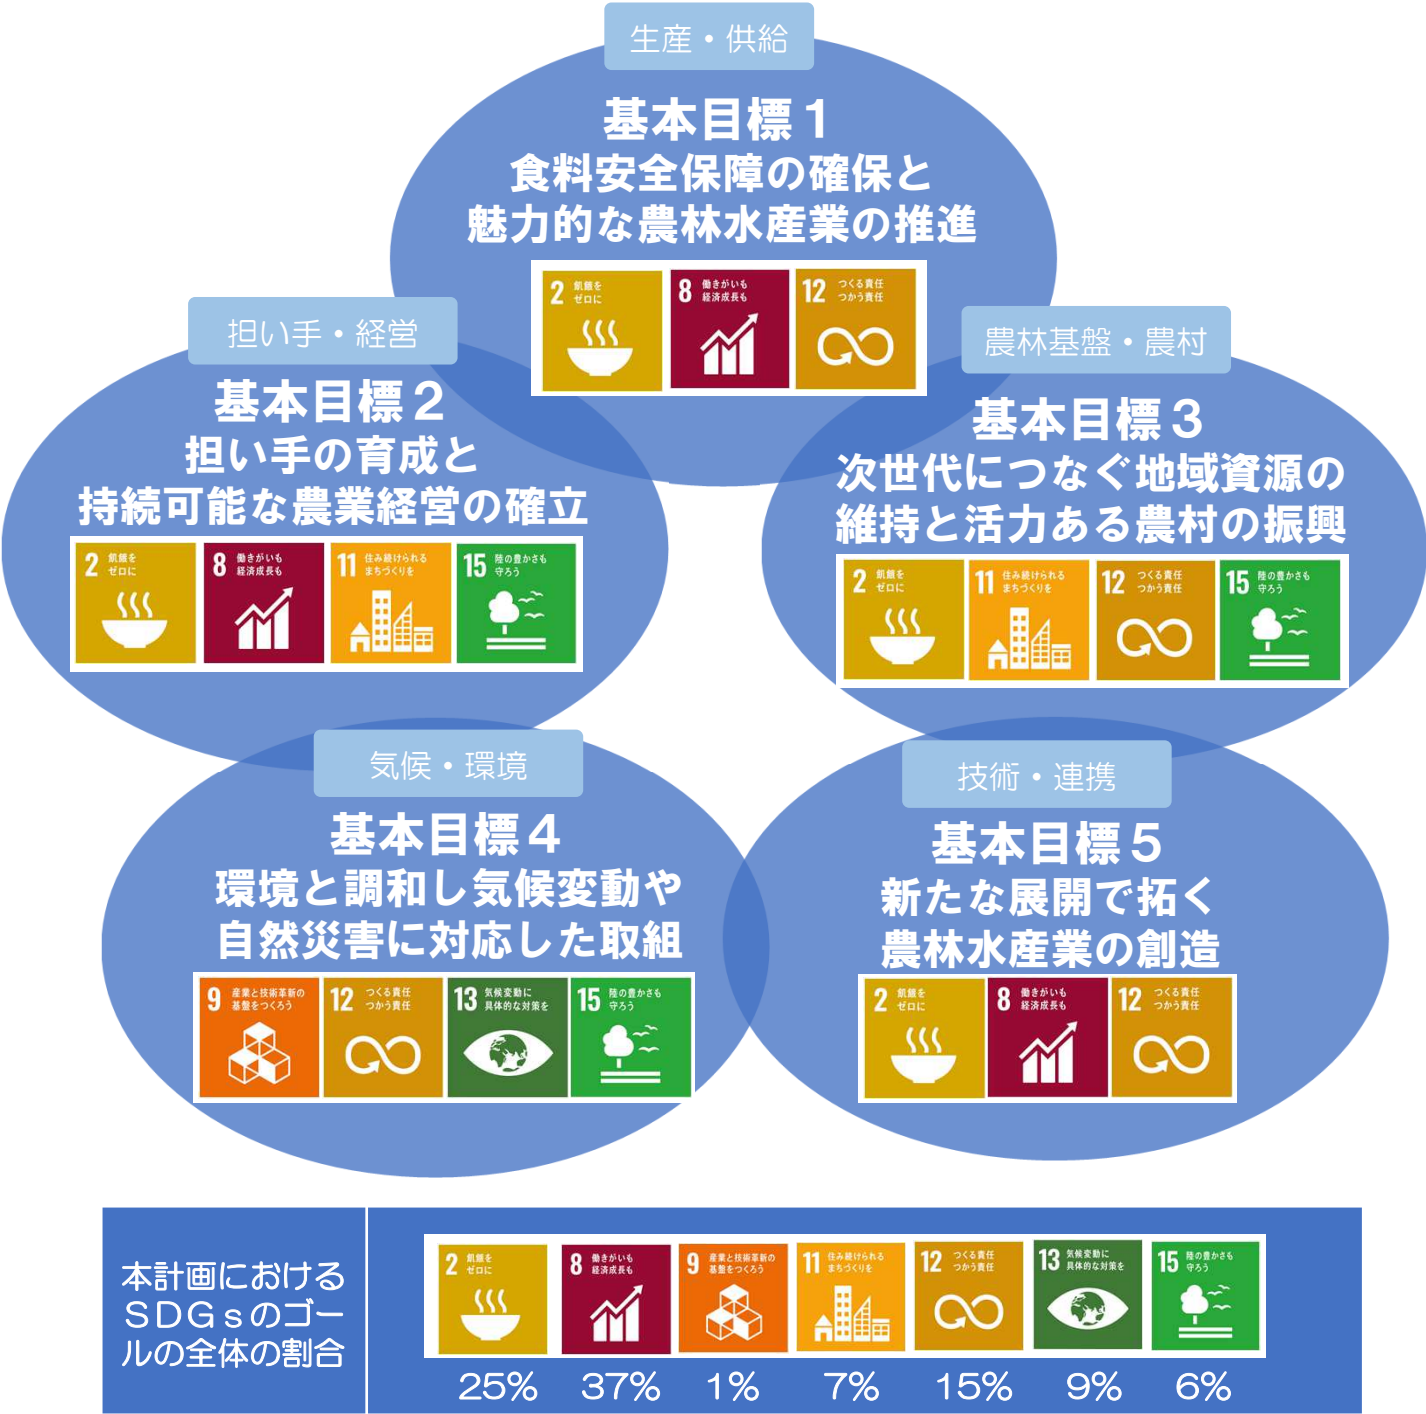 生産・供給
基本目標１
食料安全保障の確保と
魅力的な農林水産業の推進
2 飢餓を
ゼロに
8 働きがいも
経済成長も
12 つくる責任
つかう責任
担い手・経営
基本目標２
担い手の育成と
持続可能な農業経営の確立
2 飢餓を
ゼロに
8 働きがいも
経済成長も
11 住み続けられる
まちづくりを
15 陸の豊かさも
守ろう
農林基盤・農村
基本目標３
次世代につなぐ地域資源の
維持と活力ある農村の振興
2 飢餓を
ゼロに
11 住み続けられる
まちづくりを
12 つくる責任
つかう責任
15 陸の豊かさも
守ろう
気候・環境
基本目標４
環境と調和し気候変動や
自然災害に対応した取組
9 産業と技術革新の
基盤をつくろう
12 つくる責任
つかう責任
13 気候変動に
具体的な対策を
15 陸の豊かさも
守ろう
技術・連携
基本目標５
新たな展開で拓く
農林水産業の創造
2 飢餓を
ゼロに
8 働きがいも
経済成長も
12 つくる責任
つかう責任
本計画における
ＳＤＧｓのゴー
ルの全体の割合
2 飢餓を
ゼロに
8 働きがいも
経済成長も
9 産業と技術革新の
基盤をつくろう
11 住み続けられる
まちづくりを
12 つくる責任
つかう責任
13 気候変動に
具体的な対策を
15 陸の豊かさも
守ろう
25% 37% 1% 7% 15% 9% 6%